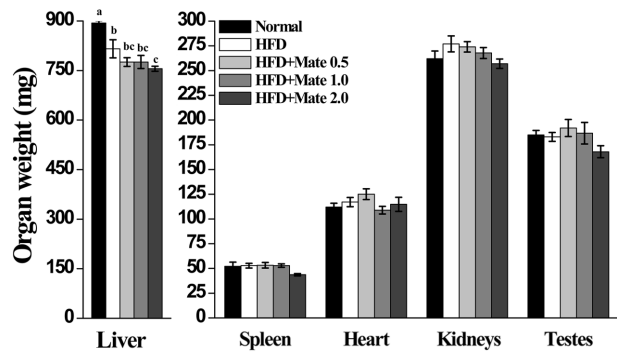 Organ weight (mg)
900
750
600
450
300
150
0
a
b
bc
bc
c
Liver
300
275
250
225
200
175
150
125
100
75
50
25
0
Normal
HFD
HFD+Mate 0.5
HFD+Mate 1.0
HFD+Mate 2.0
Spleen
Heart
Kidneys
Testes